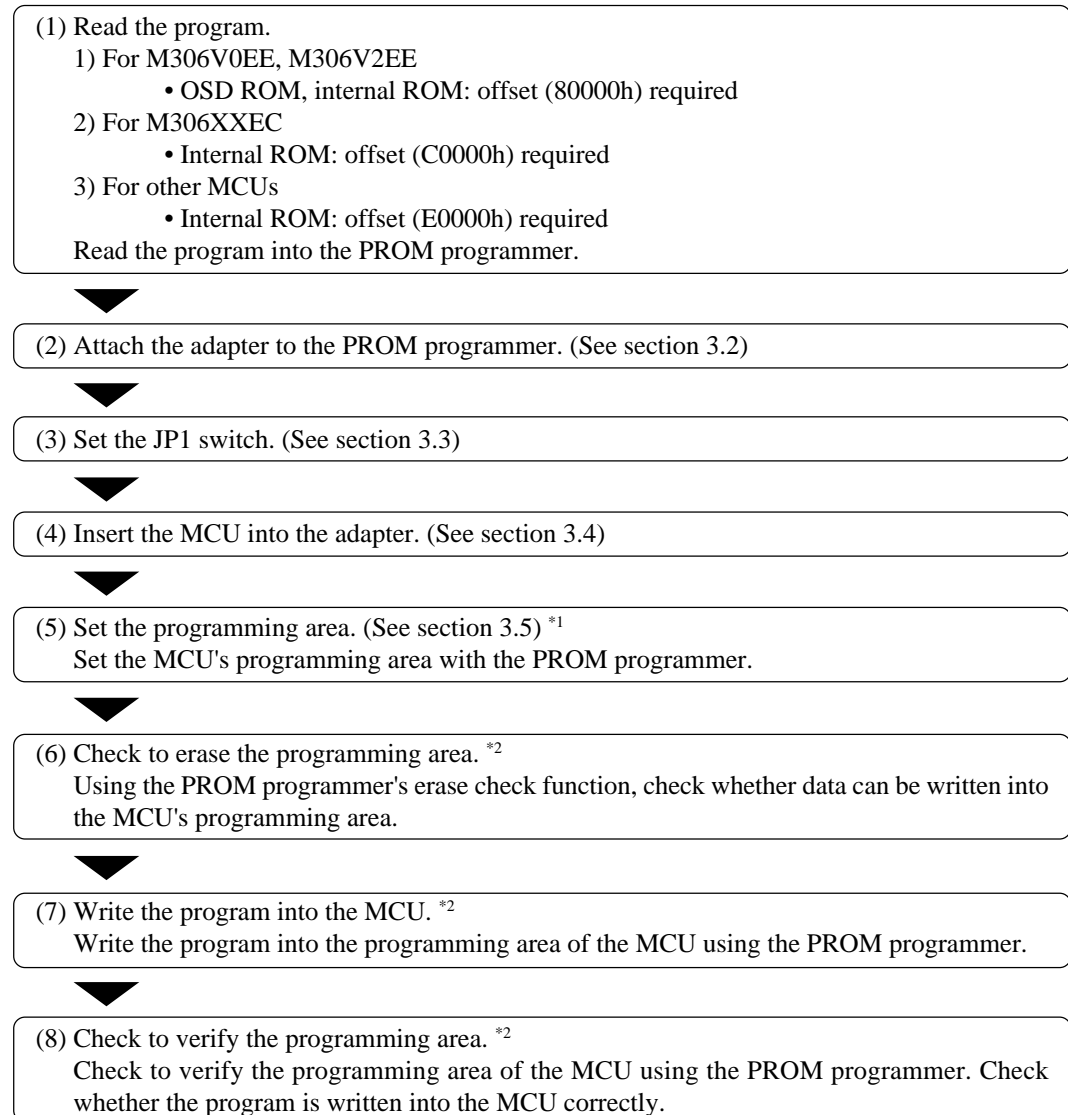 (1) Read the program.
1) For M306V0EE, M306V2EE
• OSD ROM, internal ROM: offset (80000h) required
2) For M306XXEC
• Internal ROM: offset (C0000h) required
3) For other MCUs
• Internal ROM: offset (E0000h) required
Read the program into the PROM programmer.
(2) Attach the adapter to the PROM programmer. (See section 3.2)
(3) Set the JP1 switch. (See section 3.3)
(4) Insert the MCU into the adapter. (See section 3.4)
(5) Set the programming area. (See section 3.5) *1
Set the MCU's programming area with the PROM programmer.
(6) Check to erase the programming area. *2
Using the PROM programmer's erase check function, check whether data can be written into
the MCU's programming area.
(7) Write the program into the MCU. *2
Write the program into the programming area of the MCU using the PROM programmer.
(8) Check to verify the programming area. *2
Check to verify the programming area of the MCU using the PROM programmer. Check
whether the program is written into the MCU correctly.